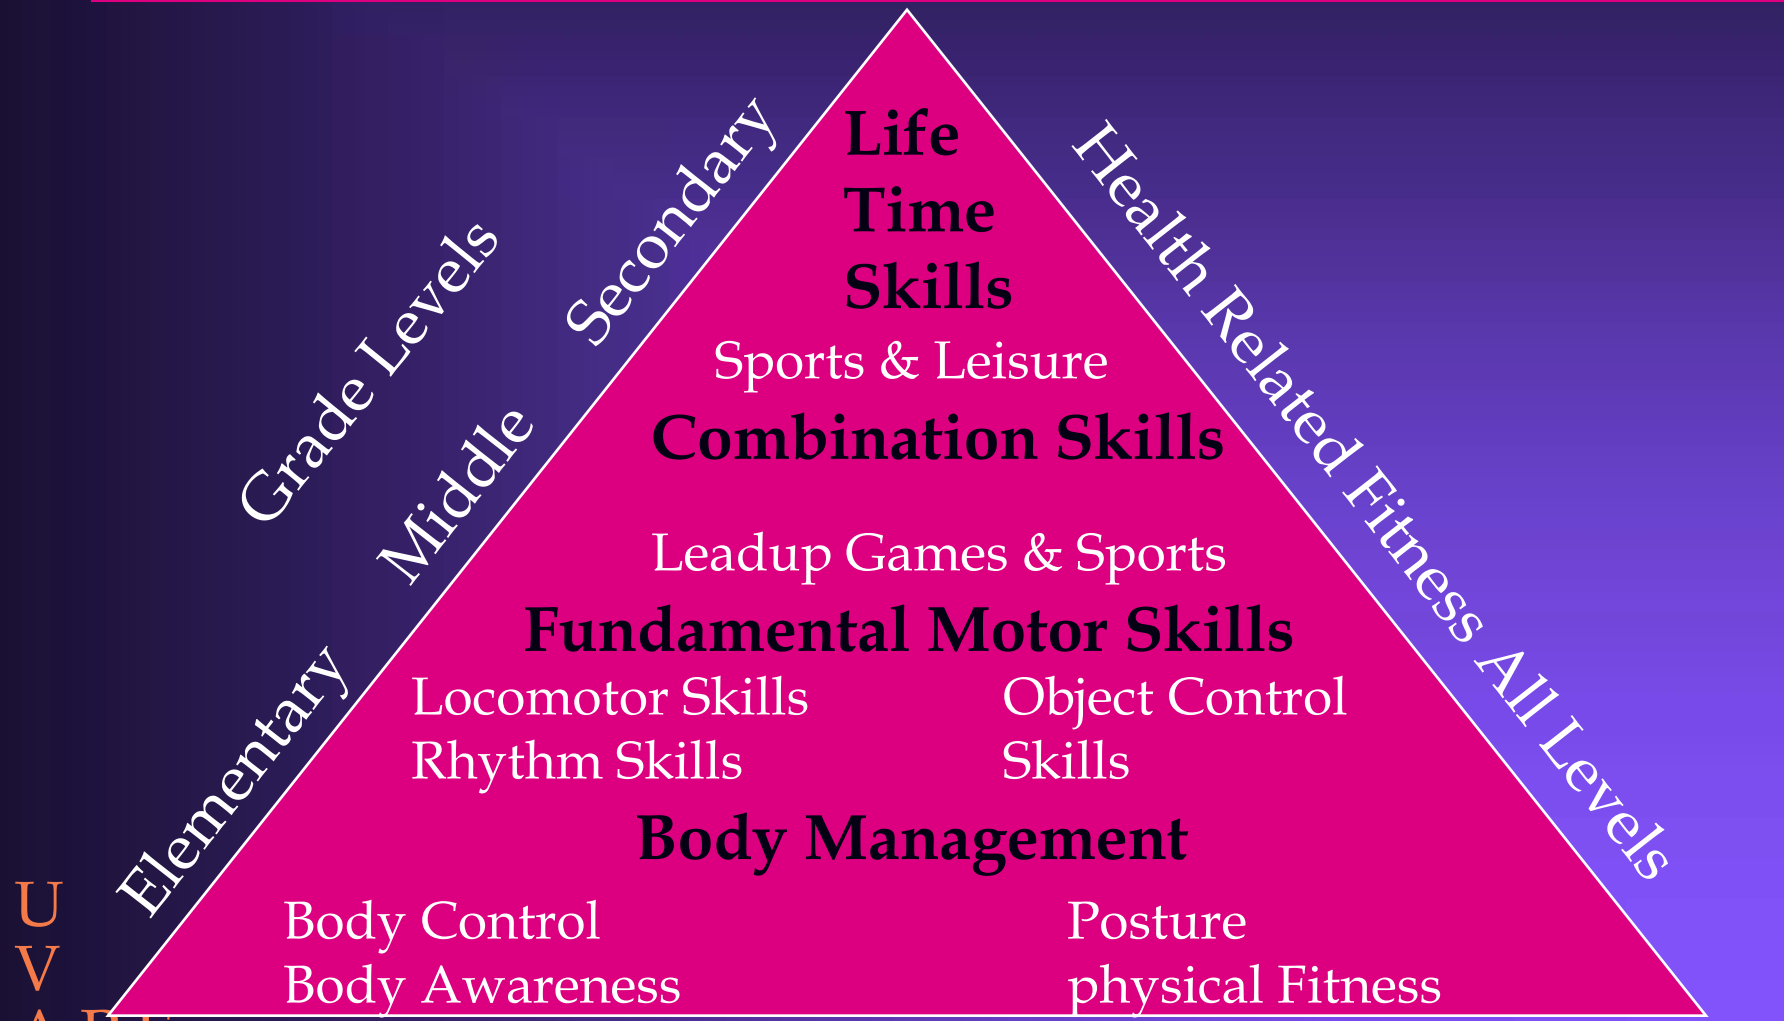 Grade Levels
Secondary
Middle
Elementary
Life
Time
Skills
Sports & Leisure
Combination Skills
Leadup Games & Sports
Fundamental Motor Skills
Locomotor Skills
Object Control
Rhythm Skills
Skills
Body Management
Body Control
Posture
Body Awareness
physical Fitness
Health Related Fitness All Levels
U
V